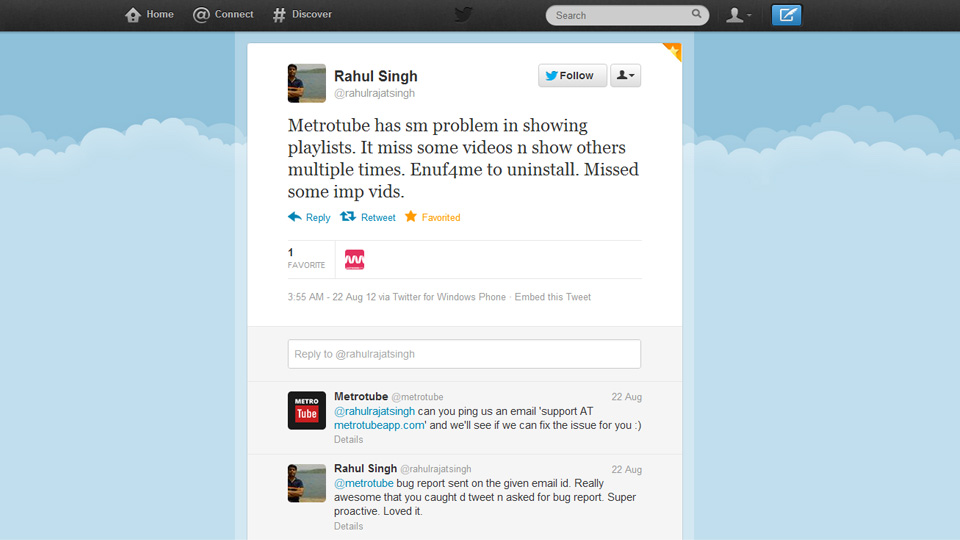 Home
Connect
Discover
Search
Rahul Singh
@rahulrajatsingh
Follow
Metrotube has sm problem in showing
playlists. It miss some videos n show others
multiple times. Enuf4me to uninstall. Missed
some imp vids.
Reply Retweet Favorited
1
FAVORITE
3:55 AM - 22 Aug 12 via Twitter for Windows Phone · Embed this Tweet
Reply to @rahulrajatsingh
METRO
Tube
Metrotube @metrotube 22 Aug
@rahulrajatsingh can you ping us an email 'support AT
metrotubeapp.com' and we'll see if we can fix the issue for you :)
Details
Rahul Singh @rahulrajatsingh 22 Aug
@metrotube bug report sent on the given email id. Really
awesome that you caught d tweet n asked for bug report. Super
proactive. Loved it.
Details